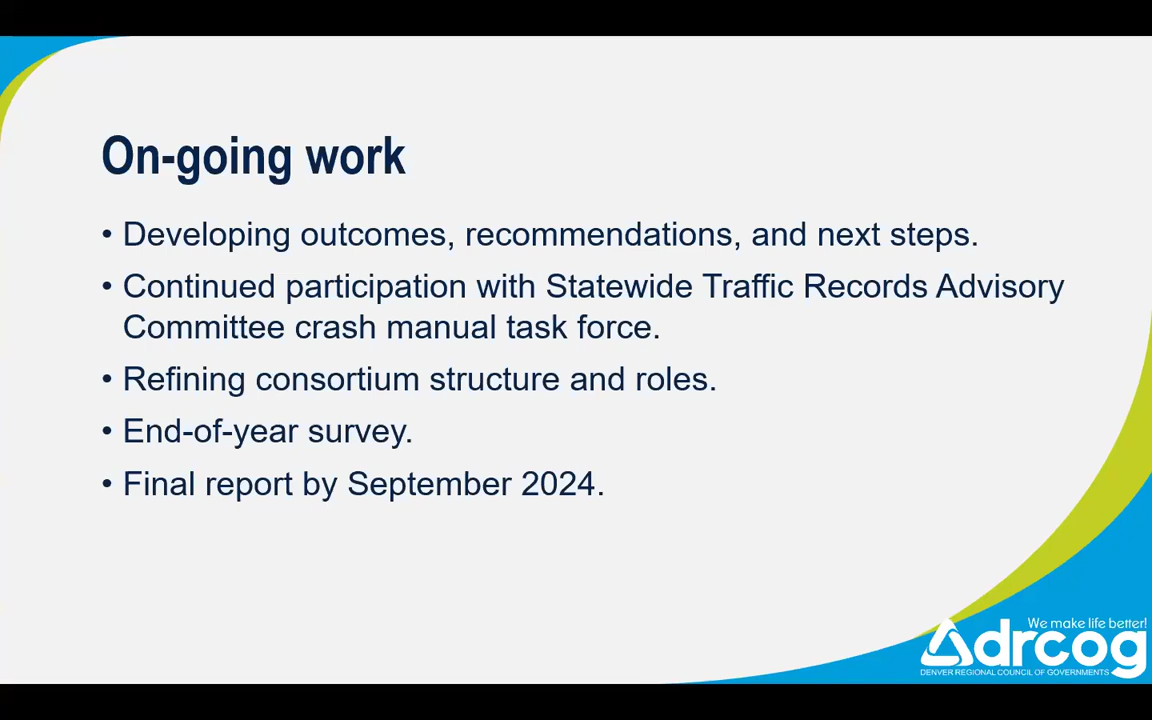 On-going work
• Developing outcomes, recommendations, and next steps.
• Continued participation with Statewide Traffic Records Advisory
Committee crash manual task force.
• Refining consortium structure and roles.
• End-of-year survey.
• Final report by September 2024.
We make life better!
drcog
DENVER REGIONAL COUNCIL OF GOVERNMENTS